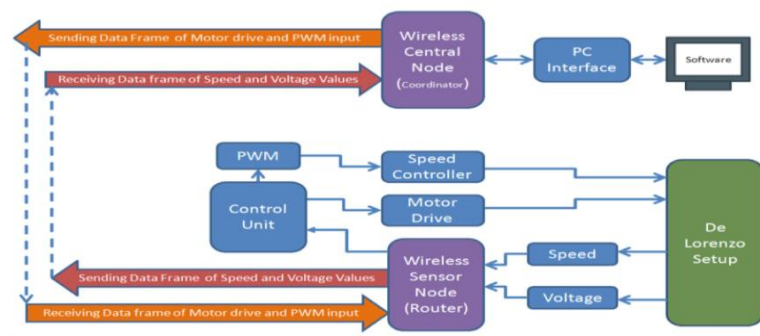 Sending Data Frame of Motor drive and PWM input
Wireless
Central
Node
(Coordinator)
PC
Interface
Software
Receiving Data frame of Speed and Voltage Values
PWM
Speed
Controller
Control
Unit
Motor
Drive
De
Lorenzo
Setup
Wireless
Sensor
Node
(Router)
Speed
Voltage
Sending Data Frame of Speed and Voltage Values
Receiving Data frame of Motor drive and PWM input